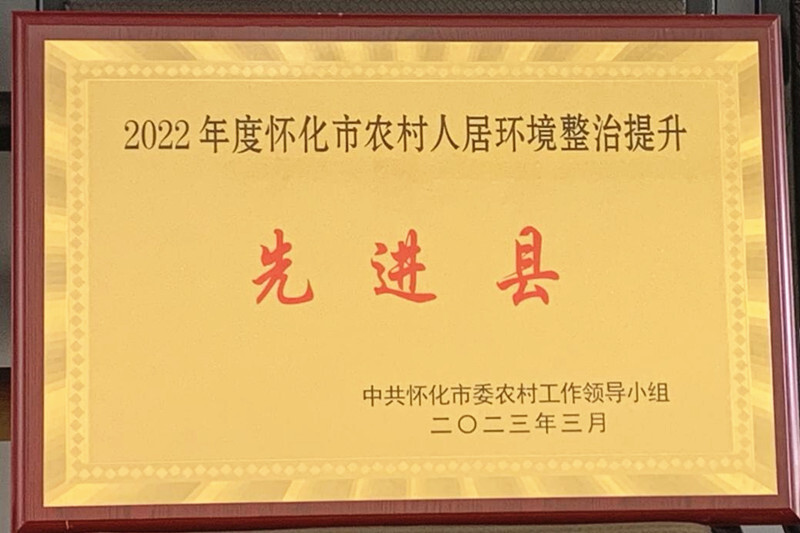 2022年度怀化市农村人居环境整治提升
先进县
中共怀化市委农村工作领导小组
二〇二三年三月